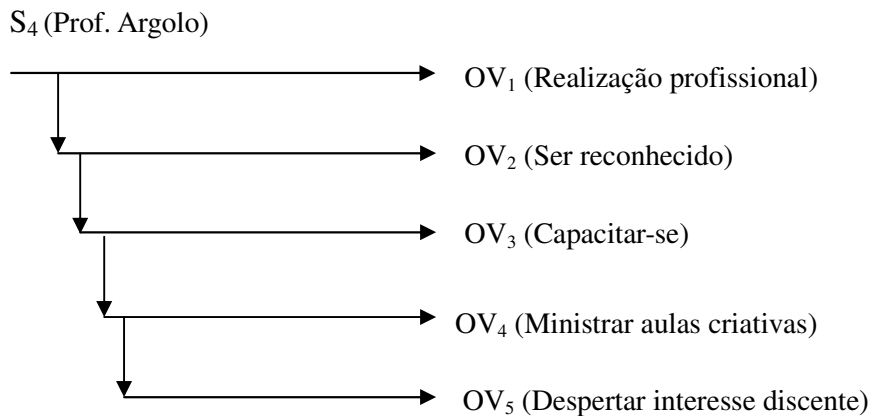 S₄ (Prof. Argolo)
OV₁ (Realização profissional)
OV₂ (Ser reconhecido)
OV₃ (Capacitar-se)
OV₄ (Ministrar aulas criativas)
OV₅ (Despertar interesse discente)